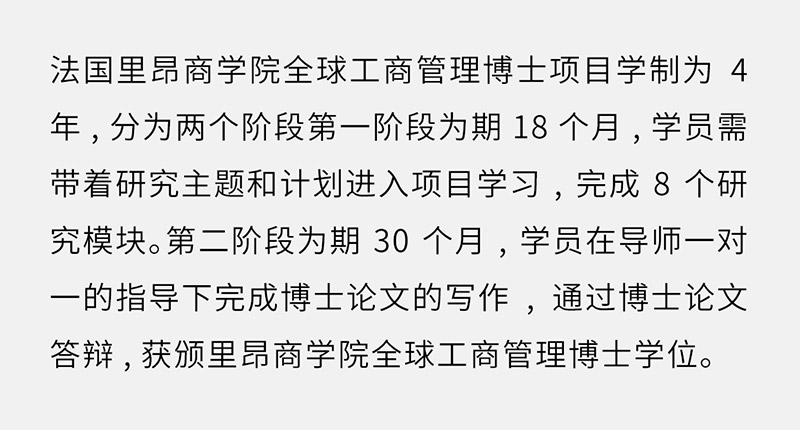 法国里昂商学院全球工商管理博士项目学制为 4
年,分为两个阶段第一阶段为期 18 个月,学员需
带着研究主题和计划进入项目学习,完成 8 个研
究模块。第二阶段为期 30 个月,学员在导师一对
一的指导下完成博士论文的写作,通过博士论文
答辩,获颁里昂商学院全球工商管理博士学位。